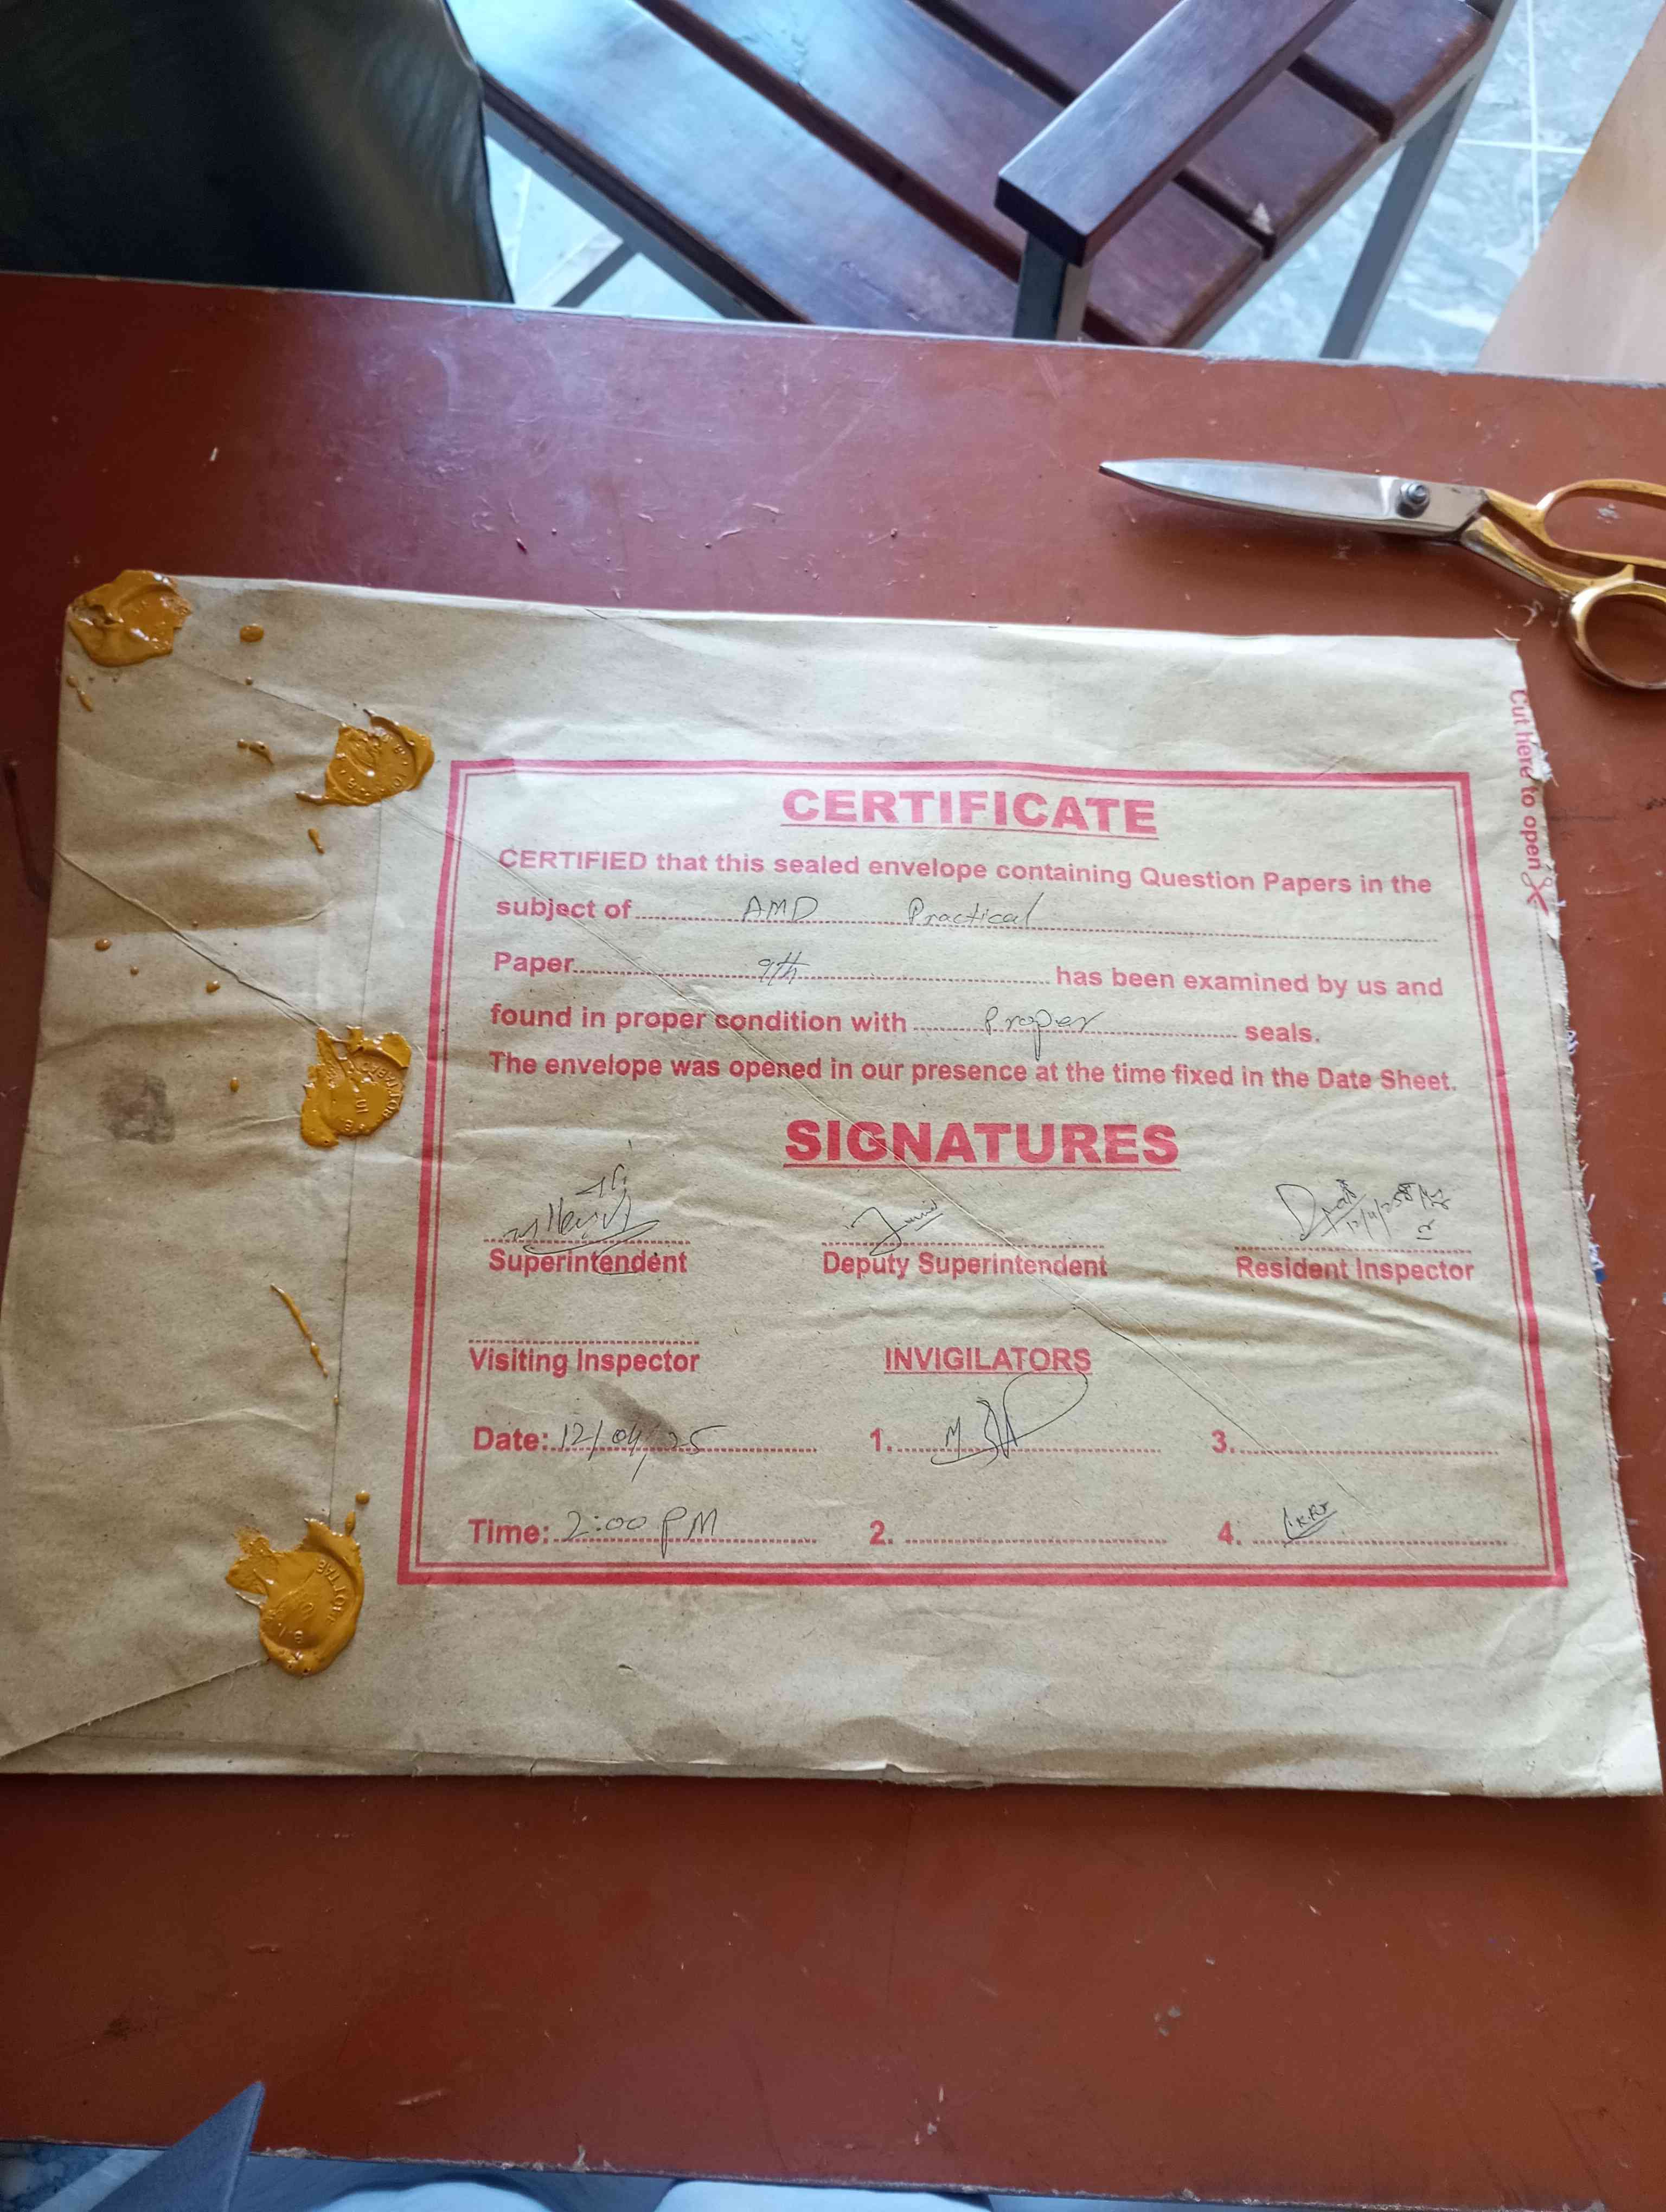 CERTIFICATE
CERTIFIED that this sealed envelope containing Question Papers in the
subject of AMD Practical
Paper 9th has been examined by us and
found in proper condition with Proper seals.
The envelope was opened in our presence at the time fixed in the Date Sheet.
SIGNATURES
Superintendent Deputy Superintendent Resident Inspector
Visiting Inspector INVIGILATORS
Date: 12/04/25 1. 3.
Time: 2:00 PM 2. 4.
Cut here to open